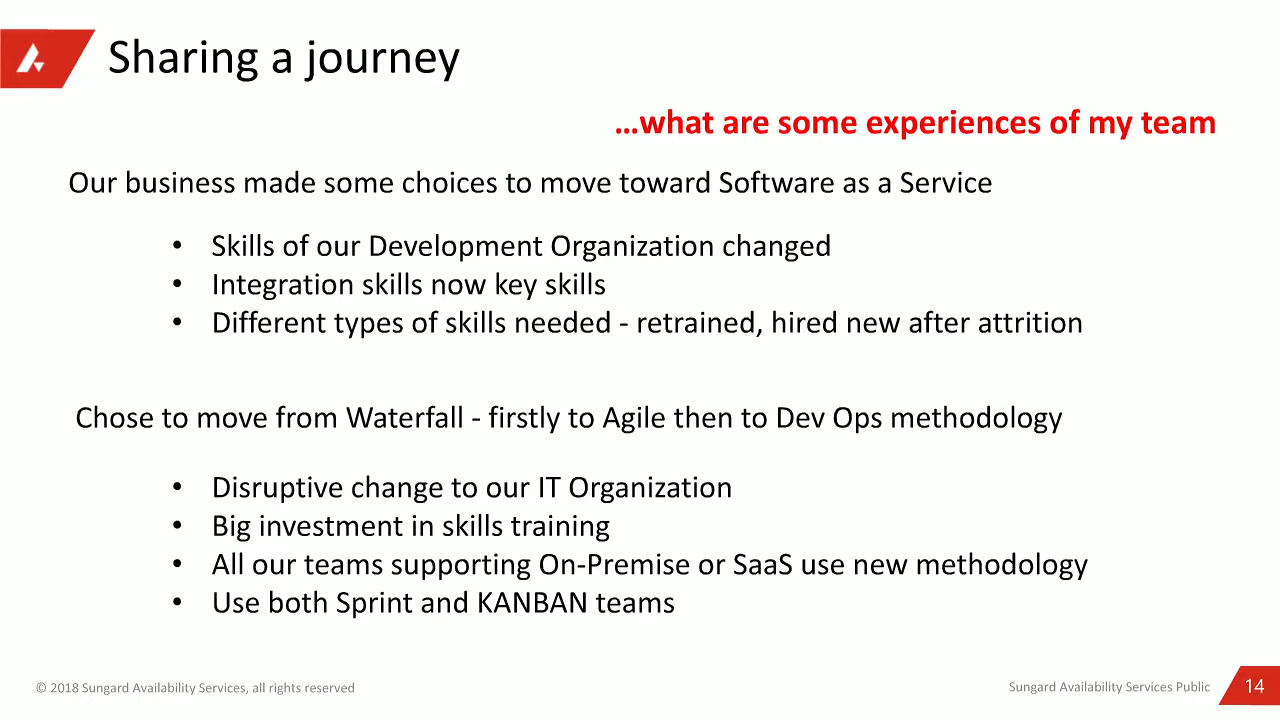 Sharing a journey
…what are some experiences of my team
Our business made some choices to move toward Software as a Service
• Skills of our Development Organization changed
• Integration skills now key skills
• Different types of skills needed - retrained, hired new after attrition
Chose to move from Waterfall - firstly to Agile then to Dev Ops methodology
• Disruptive change to our IT Organization
• Big investment in skills training
• All our teams supporting On-Premise or SaaS use new methodology
• Use both Sprint and KANBAN teams
© 2018 Sungard Availability Services, all rights reserved
Sungard Availability Services Public
14